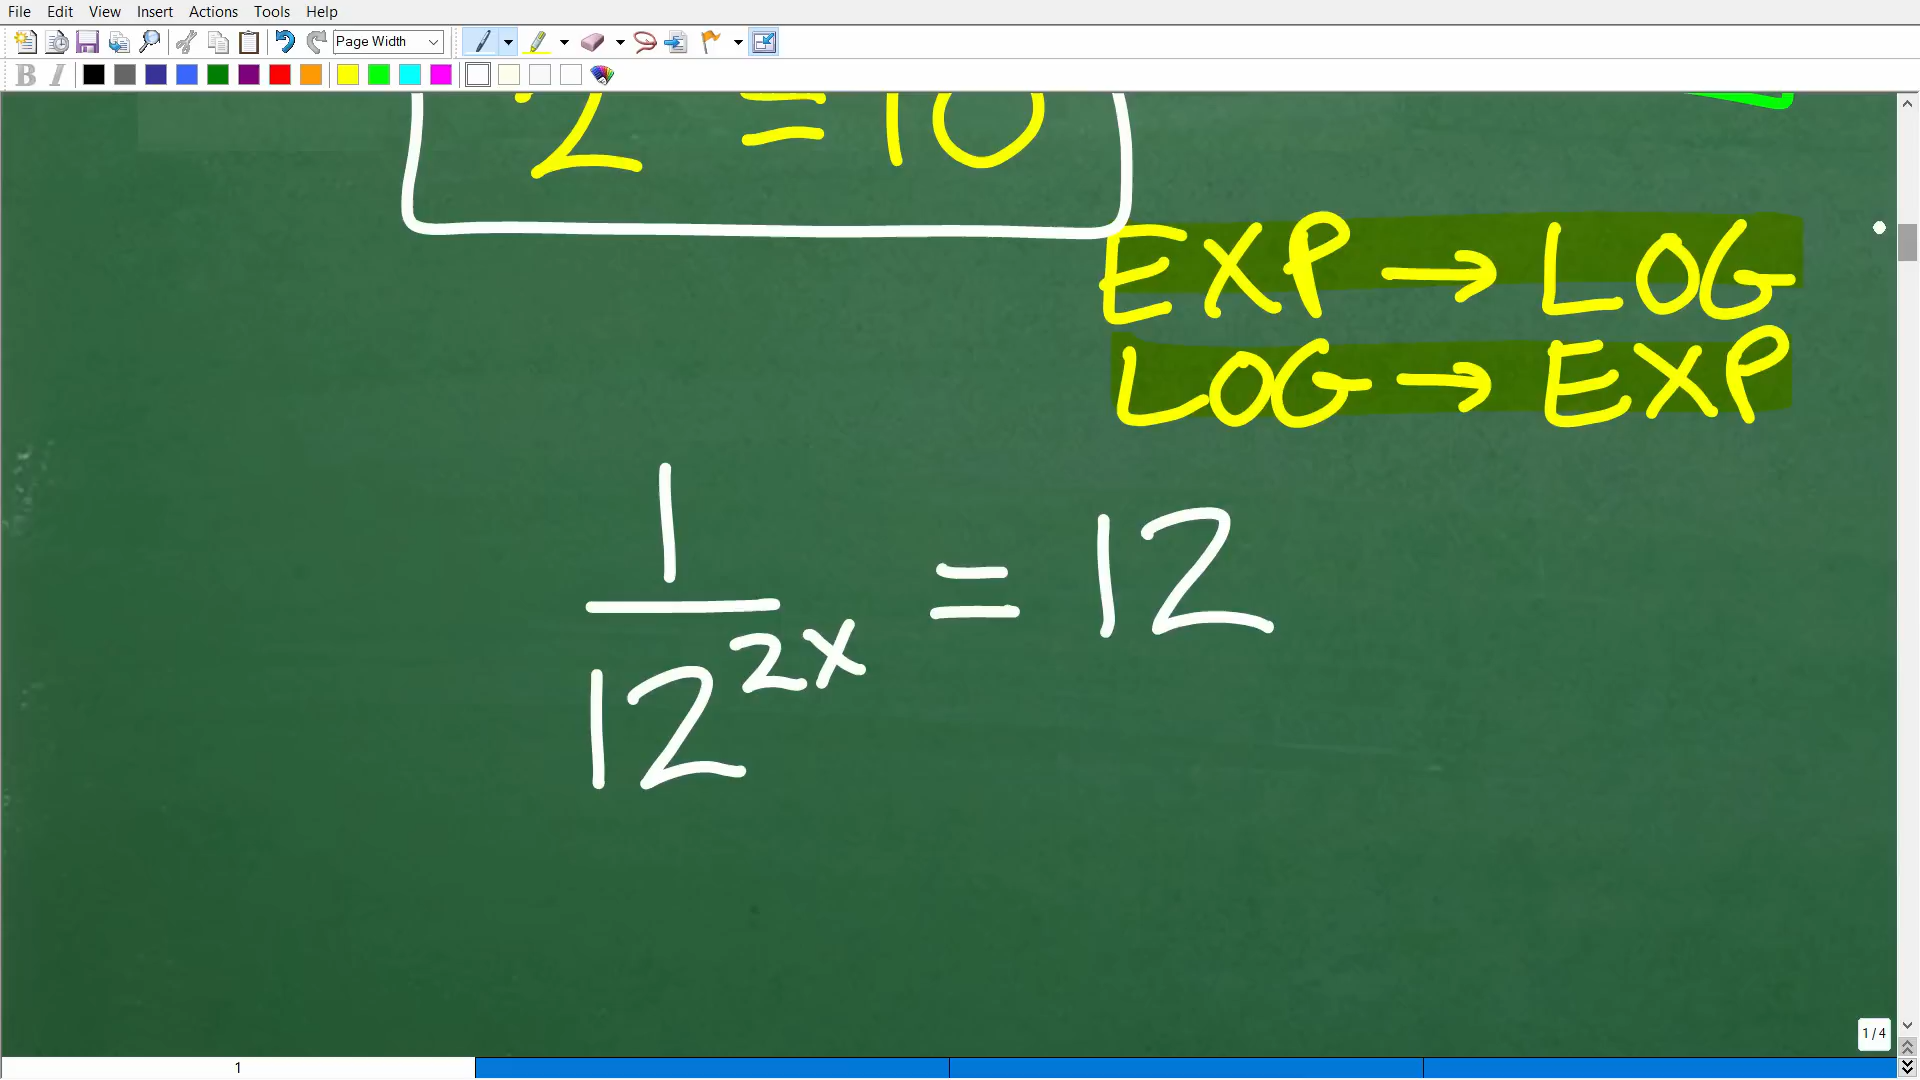 File Edit View Insert Actions Tools Help
Page Width
B I
2 = 10
EXP → LOG
LOG → EXP
1
12^2x
= 12
1 / 4
1